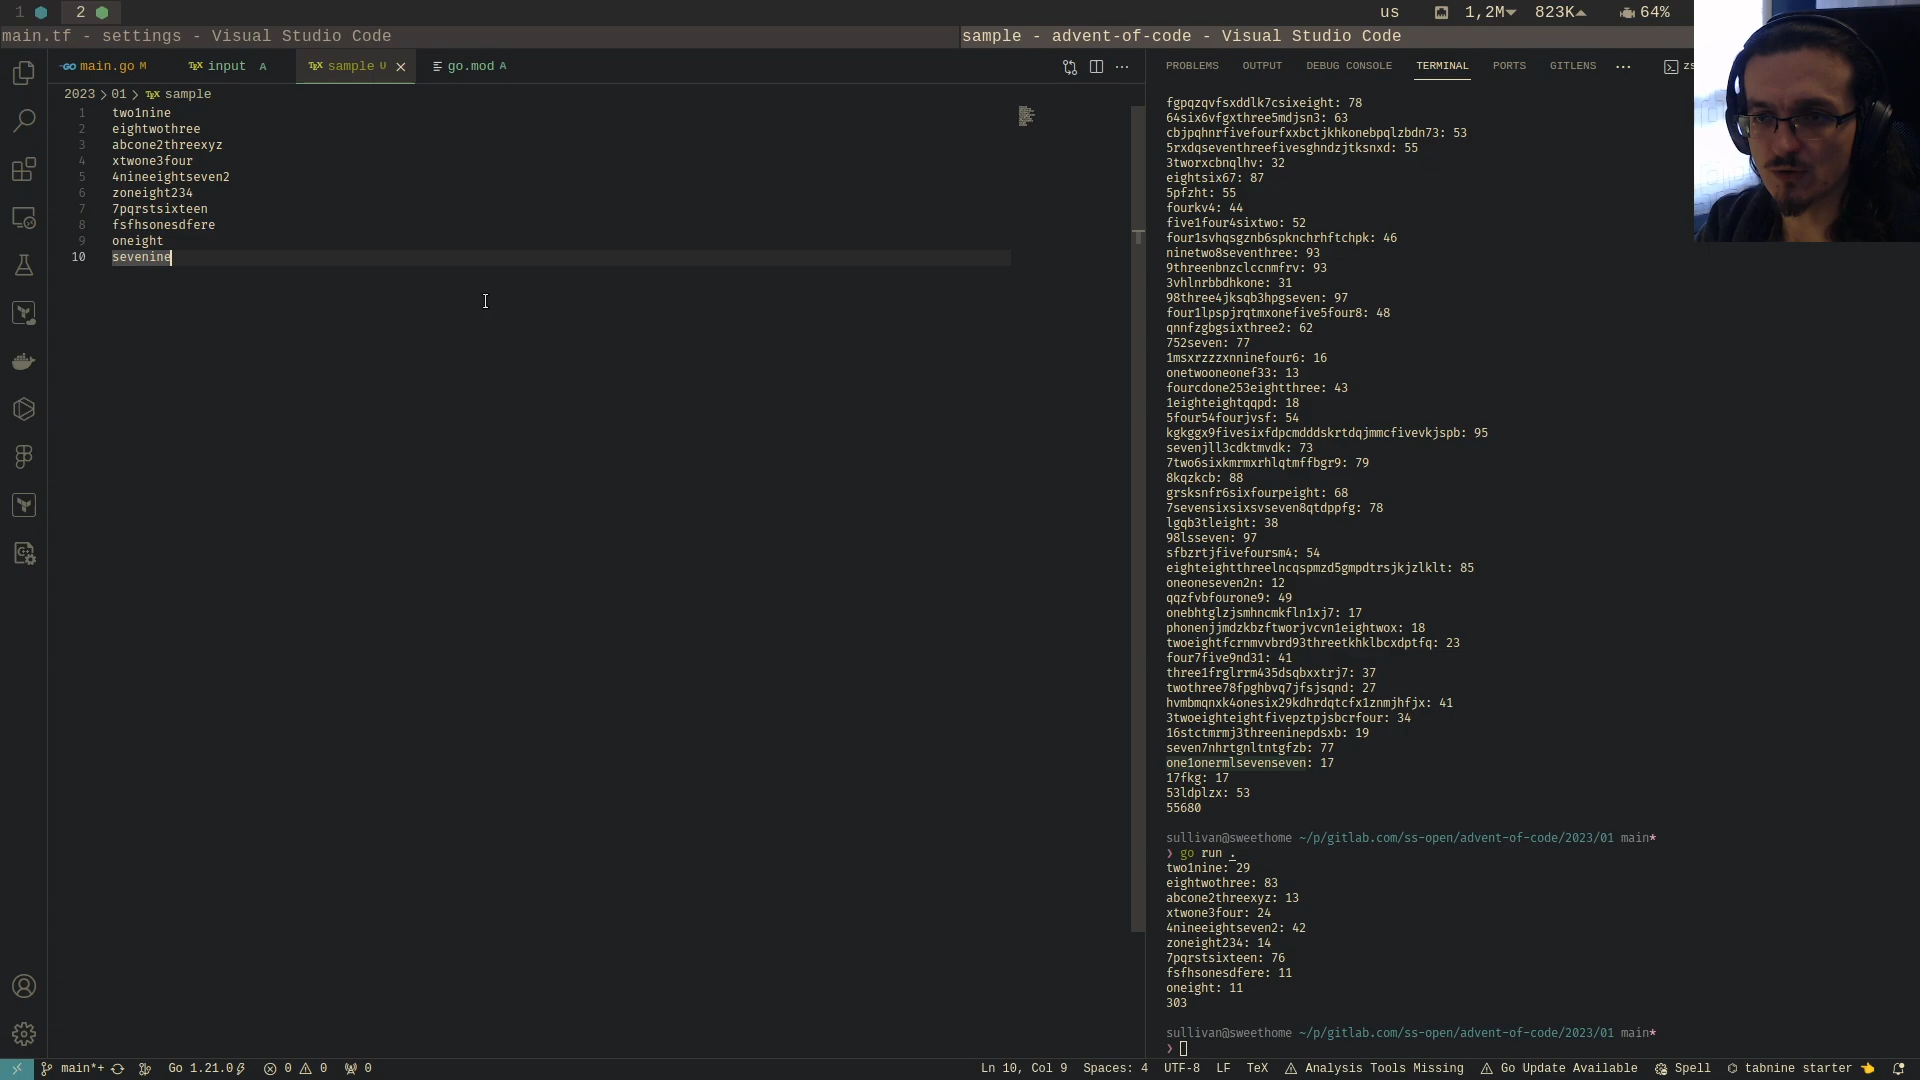 1 2 us 1,2M 823K 64%
main.tf - settings - Visual Studio Code
sample - advent-of-code - Visual Studio Code
main.go M input A sample U go.mod A
2023 > 01 > sample
1 two1nine
2 eightwothree
3 abcone2threexyz
4 xtwone3four
5 4nineeightseven2
6 zoneight234
7 7pqrstsixteen
8 fsfhsonesdfere
9 oneight
10 sevenine
PROBLEMS OUTPUT DEBUG CONSOLE TERMINAL PORTS GITLENS
fgpqzqvfsxddlk7csixeight: 78
64six6vfgxthree5mdjsn3: 63
cbjpqhnrfivefourfxxbctjkhkonebpqlzbdn73: 53
5rxdqseventhreefivesghndzjtksnxd: 55
3tworxcbnqlhv: 32
eightsix67: 87
5pfzht: 55
fourkv4: 44
five1four4sixtwo: 52
four1svhqsgznb6spknchrhftchpk: 46
ninetwo8seventhree: 93
9threenbnzclccnmfrv: 93
3vhlnrbbdhkone: 31
98three4jksqb3hpgseven: 97
four1lpspjrqtmxonefive5four8: 48
qnnfzgbgsixthree2: 62
752seven: 77
1msxrzzzxnninefour6: 16
onetwooneonef33: 13
fourcdone253eightthree: 43
1eighteightqqpd: 18
5four54fourjvsf: 54
kgkggx9fivesixfdpcmdddskrtdqjmmcfivevkjspb: 95
sevenjll3cdktmvdk: 73
7two6sixkmrmxrhlqtmffbgr9: 79
8kqzkcb: 88
grsksnfr6sixfourpeight: 68
7sevensixsixsvseven8qtdppfg: 78
lgqb3tleight: 38
98lsseven: 97
sfbzrtjfivefoursm4: 54
eighteightthreelncqspmzd5gmpdtrsjkjzlklt: 85
oneoneseven2n: 12
qqzfvbfourone9: 49
onebhtglzjsmhncmkfln1xj7: 17
phonenjjmdzkbzftworjvcvn1eightwox: 18
twoeightfcrnmvvbrd93threetkhklbcxdptfq: 23
four7five9nd31: 41
three1frglrrm435dsqbxxtrj7: 37
twothree78fpghbvq7jfsjsqnd: 27
hvmbmqnxk4onesix29kdhrdqtcfx1znmjhfjx: 41
3twoeighteightfivepztpjsbcrfour: 34
16stctmrmj3threeninepdsxb: 19
seven7nhrtgnltntgfzb: 77
one1onermlsevenseven: 17
17fkg: 17
53ldplzx: 53
55680
sullivan@sweethome ~/p/gitlab.com/ss-open/advent-of-code/2023/01 main*
❯ go run .
two1nine: 29
eightwothree: 83
abcone2threexyz: 13
xtwone3four: 24
4nineeightseven2: 42
zoneight234: 14
7pqrstsixteen: 76
fsfhsonesdfere: 11
oneight: 11
303
sullivan@sweethome ~/p/gitlab.com/ss-open/advent-of-code/2023/01 main*
❯
main*+ Go 1.21.0 0 0 0 Ln 10, Col 9 Spaces: 4 UTF-8 LF TeX Analysis Tools Missing Go Update Available Spell tabnine starter